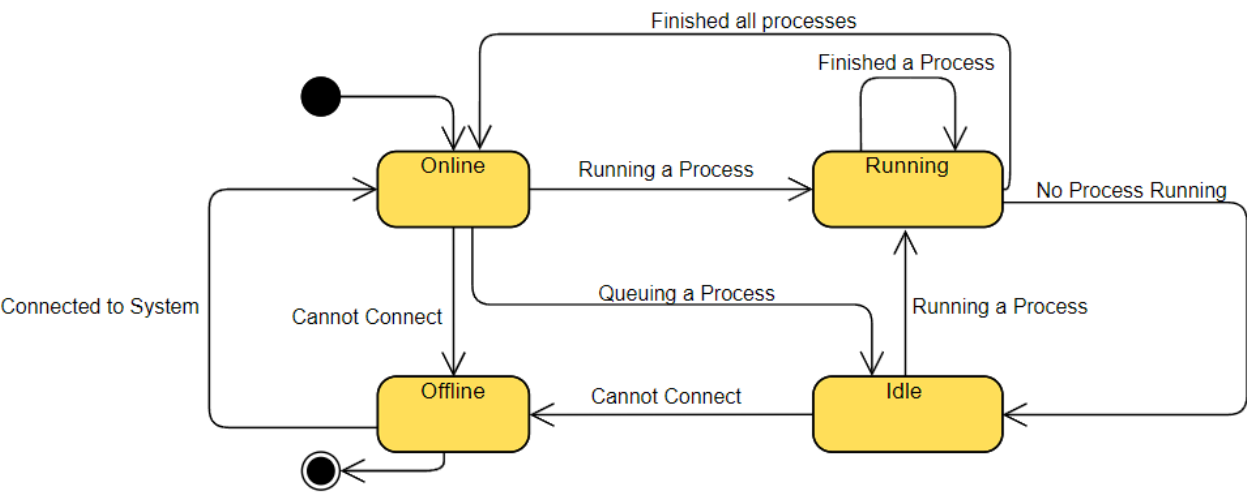 Finished all processes
Finished a Process
Online
Running a Process
Running
No Process Running
Connected to System
Cannot Connect
Queuing a Process
Running a Process
Offline
Cannot Connect
Idle